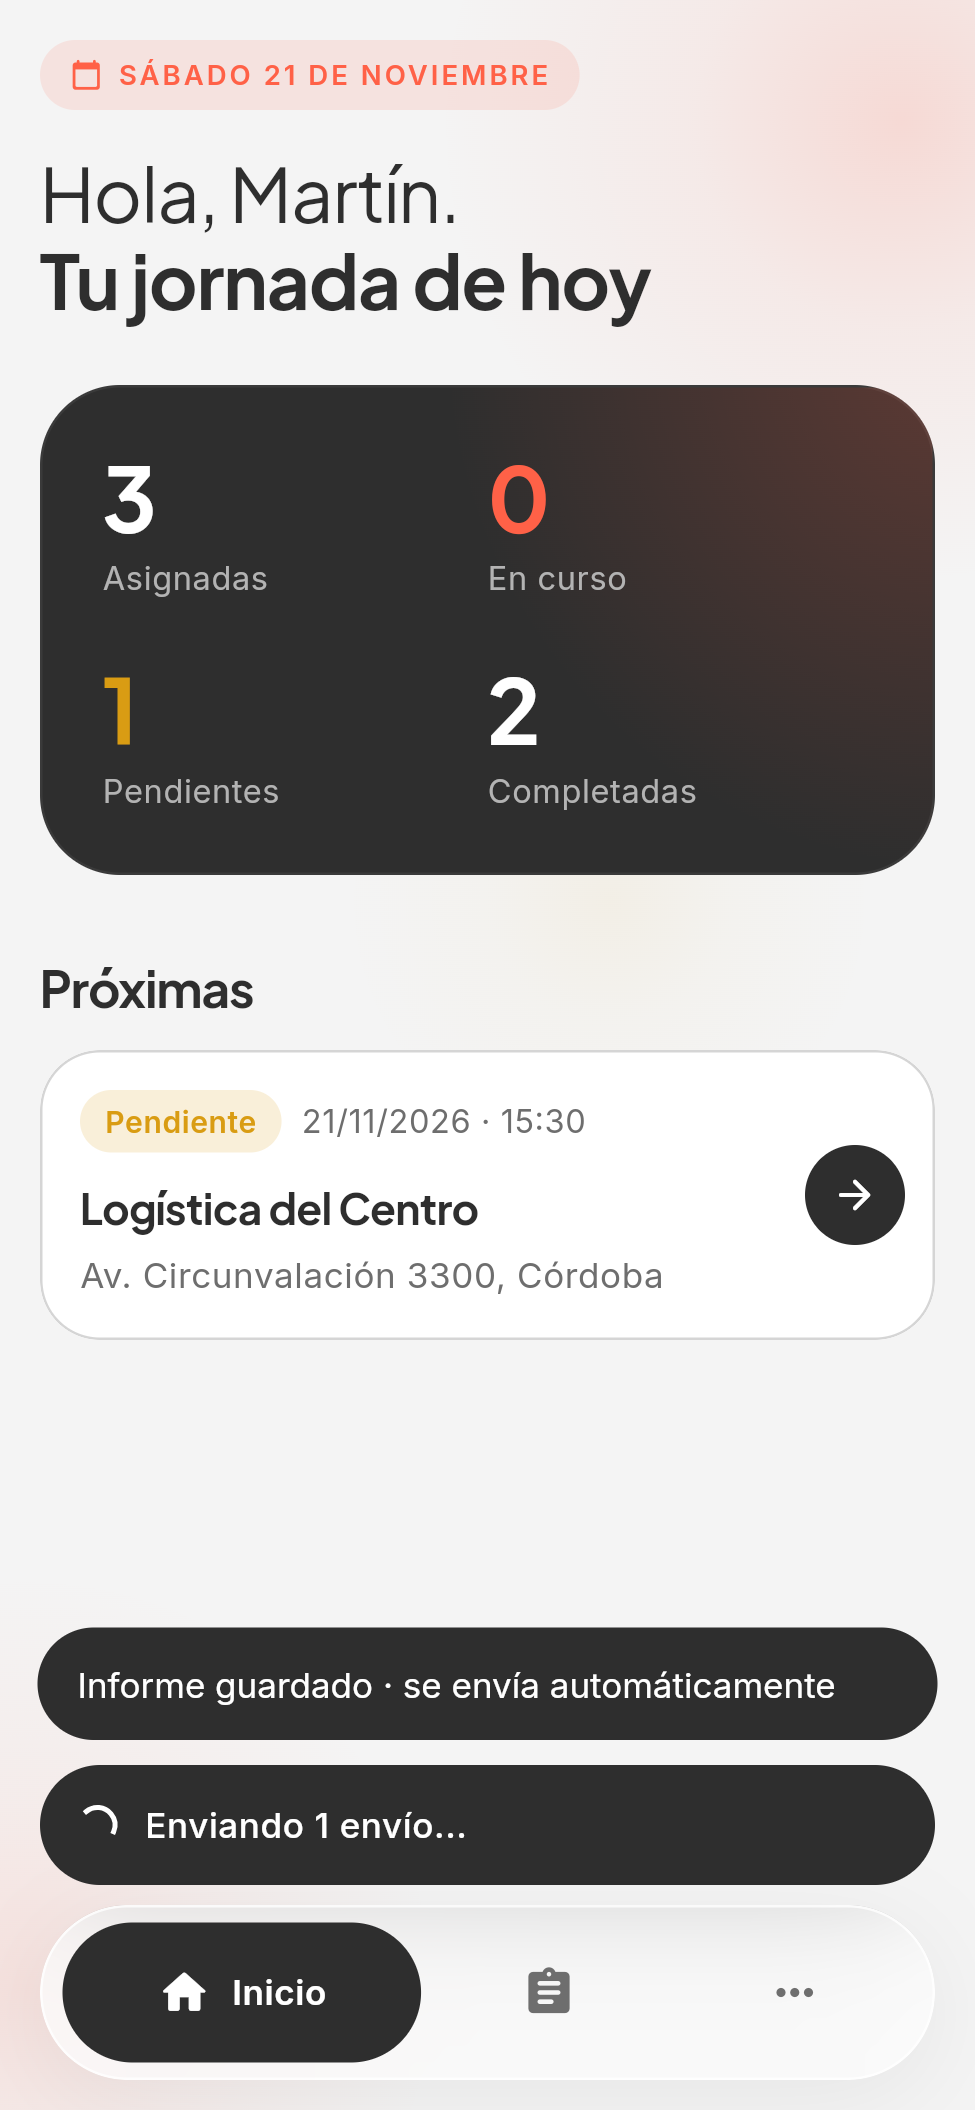 SÁBADO 21 DE NOVIEMBRE
Hola, Martín.
Tu jornada de hoy
3
Asignadas
0
En curso
1
Pendientes
2
Completadas
Próximas
Pendiente
21/11/2026 · 15:30
Logística del Centro
Av. Circunvalación 3300, Córdoba
Informe guardado · se envía automáticamente
Enviando 1 envío...
Inicio